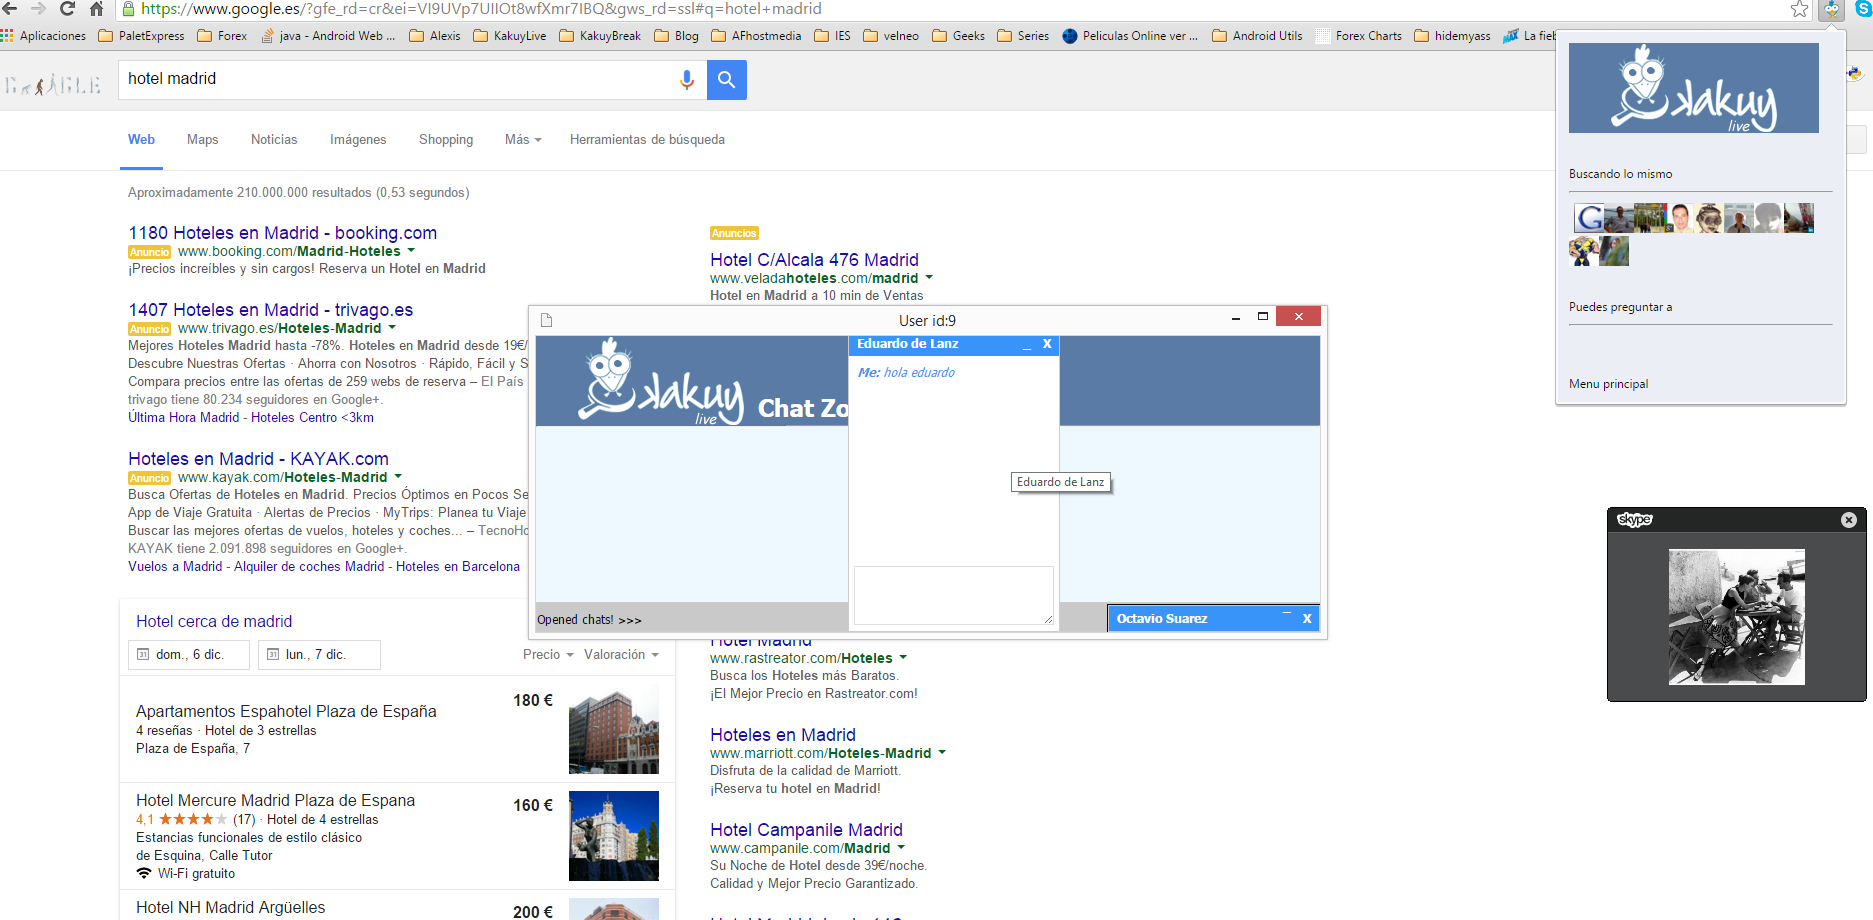 https://www.google.es/?gfe_rd=cr&ei=VI9UVp7UIIOt8wfXmr7IBQ&gws_rd=ssl#q=hotel+madrid
Aplicaciones PaletExpress Forex java - Android Web ... Alexis KakuyLive KakuyBreak Blog AFhostmedia IES velneo Geeks Series Peliculas Online ver ... Android Utils Forex Charts hidemyass La fieb
hotel madrid
Web Maps Noticias Imágenes Shopping Más Herramientas de búsqueda
Aproximadamente 210.000.000 resultados (0,53 segundos)
1180 Hoteles en Madrid - booking.com
Anuncio www.booking.com/Madrid-Hoteles
¡Precios increíbles y sin cargos! Reserva un Hotel en Madrid
1407 Hoteles en Madrid - trivago.es
Anuncio www.trivago.es/Hoteles-Madrid
Mejores Hoteles Madrid hasta -78%. Hoteles en Madrid desde 19€/
Descubre Nuestras Ofertas · Ahorra con Nosotros · Rápido, Fácil y S
Compara precios entre las ofertas de 259 webs de reserva – El País
trivago tiene 80.234 seguidores en Google+.
Última Hora Madrid - Hoteles Centro <3km
Hoteles en Madrid - KAYAK.com
Anuncio www.kayak.com/Hoteles-Madrid
Busca Ofertas de Hoteles en Madrid. Precios Óptimos en Pocos Se
App de Viaje Gratuita · Alertas de Precios · MyTrips: Planea tu Viaje
Buscar las mejores ofertas de vuelos, hoteles y coches... – TecnoHo
KAYAK tiene 2.091.898 seguidores en Google+.
Vuelos a Madrid - Alquiler de coches Madrid - Hoteles en Barcelona
Hotel cerca de madrid
31 dom., 6 dic. 31 lun., 7 dic. Precio Valoración
Apartamentos Espahotel Plaza de España 180 €
4 reseñas · Hotel de 3 estrellas
Plaza de España, 7
Hotel Mercure Madrid Plaza de Espana 160 €
4,1 (17) · Hotel de 4 estrellas
Estancias funcionales de estilo clásico
de Esquina, Calle Tutor
Wi-Fi gratuito
Hotel NH Madrid Argüelles 200 €
Anuncios
Hotel C/Alcala 476 Madrid
www.veladahoteles.com/madrid
Hotel en Madrid a 10 min de Ventas
User id:9
kakuy
live
Chat Zo
Eduardo de Lanz _ X
Me: hola eduardo
Eduardo de Lanz
Opened chats! >>>
Octavio Suarez – X
Hotel Madrid
www.rastreator.com/Hoteles
Busca los Hoteles más Baratos.
¡El Mejor Precio en Rastreator.com!
Hoteles en Madrid
www.marriott.com/Hoteles-Madrid
Disfruta de la calidad de Marriott.
¡Reserva tu hotel en Madrid!
Hotel Campanile Madrid
www.campanile.com/Madrid
Su Noche de Hotel desde 39€/noche.
Calidad y Mejor Precio Garantizado.
kakuy
live
Buscando lo mismo
G
Puedes preguntar a
Menu principal
skype